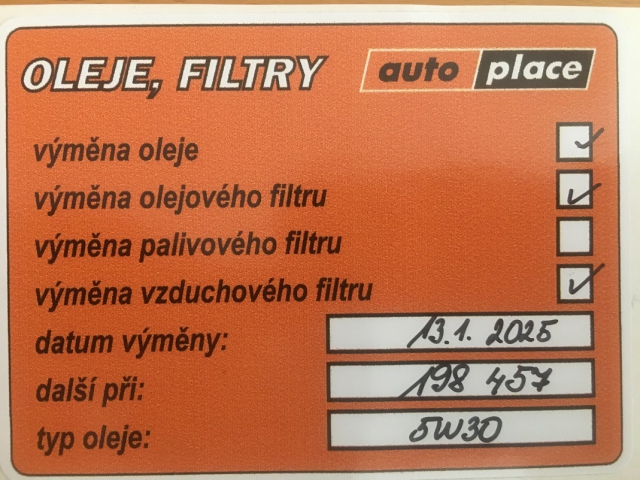 OLEJE, FILTRY auto place
výměna oleje ✓
výměna olejového filtru ✓
výměna palivového filtru
výměna vzduchového filtru ✓
datum výměny: 13.1. 2025
další při: 198 457
typ oleje: 5W30